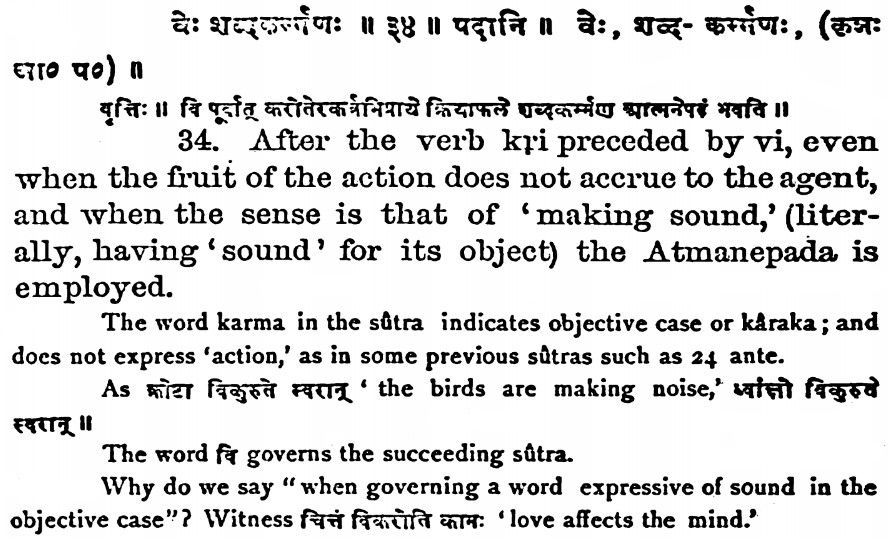 वेः शब्दकर्म्मणः ॥ ३४ ॥ पदानि ॥ वेः, शब्द- कर्म्मणः, (कृञः
आ० प०) ॥
वृत्तिः ॥ वि पूर्वात् करोतेरकर्त्रभिप्राये क्रियाफले शब्दकर्म्मण आत्मनेपदं भवति ॥
34. After the verb kṛi preceded by vi, even
when the fruit of the action does not accrue to the agent,
and when the sense is that of ‘making sound,’ (liter-
ally, having ‘sound’ for its object) the Atmanepada is
employed.
The word karma in the sûtra indicates objective case or kâraka; and
does not express ‘action,’ as in some previous sûtras such as 24 ante.
As क्रोष्टा विकुरुते स्वरान् ‘the birds are making noise,’ ध्वांक्षो विकुरुते
स्वरान् ॥
The word वि governs the succeeding sûtra.
Why do we say “when governing a word expressive of sound in the
objective case”? Witness चित्तं विकरोति कामः ‘love affects the mind.’